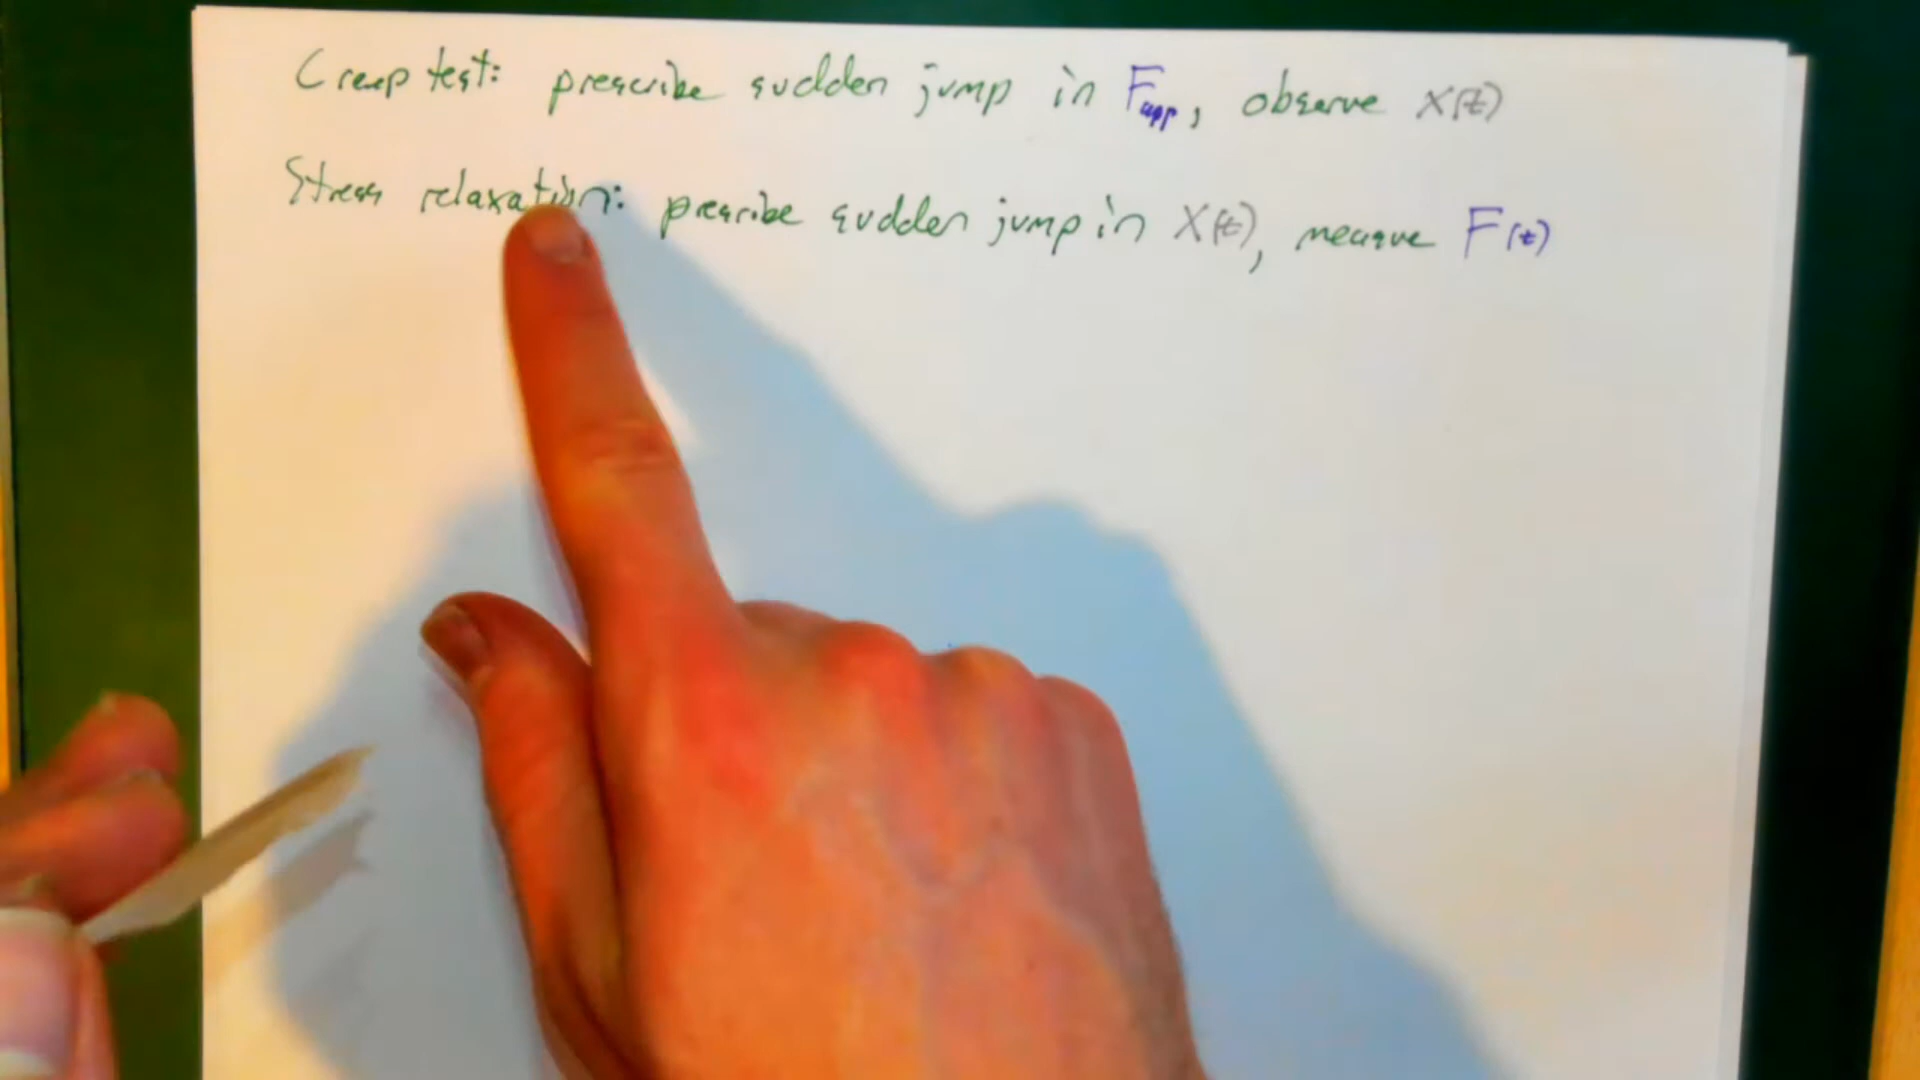 Creep test: prescribe sudden jump in Fapp, observe X(t)
Stress relaxation: prescribe sudden jump in X(t), measure F(t)